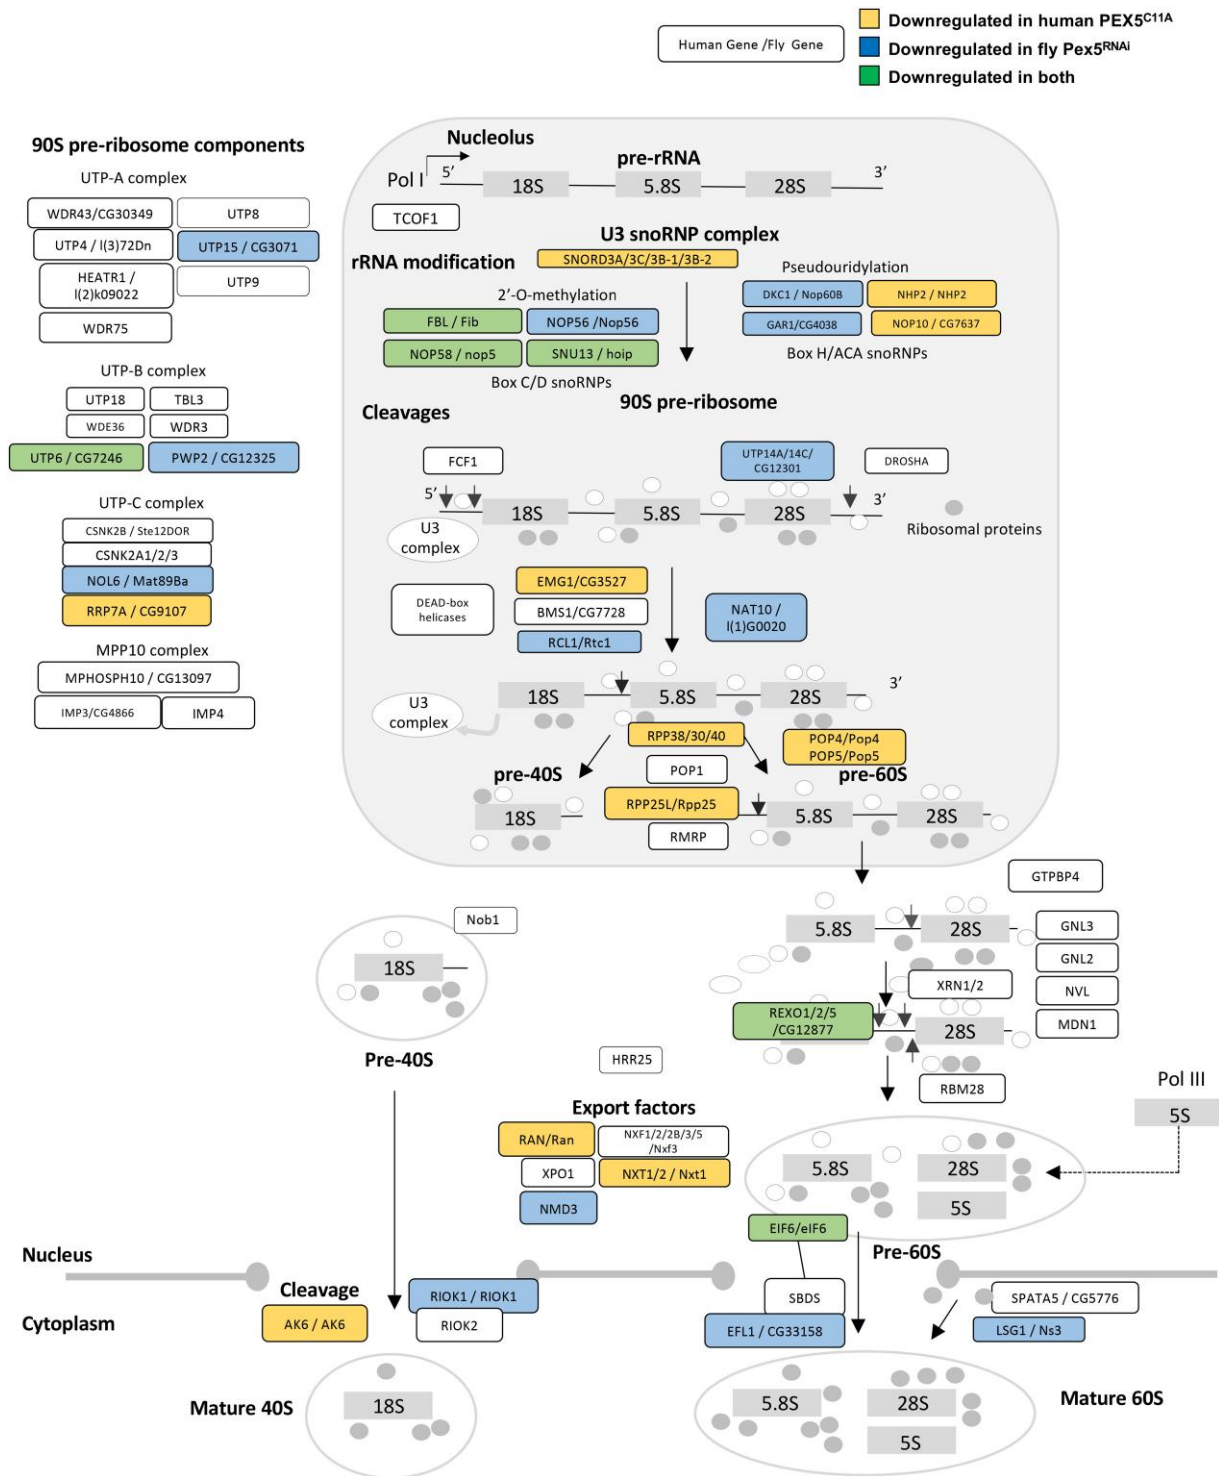 Human Gene /Fly Gene
Downregulated in human PEX5C11A
Downregulated in fly Pex5RNAi
Downregulated in both
90S pre-ribosome components
UTP-A complex
WDR43/CG30349
UTP8
UTP4 / l(3)72Dn
UTP15 / CG3071
HEATR1 /
l(2)k09022
UTP9
WDR75
UTP-B complex
UTP18
TBL3
WDE36
WDR3
UTP6 / CG7246
PWP2 / CG12325
UTP-C complex
CSNK2B / Ste12DOR
CSNK2A1/2/3
NOL6 / Mat89Ba
RRP7A / CG9107
MPP10 complex
MPHOSPH10 / CG13097
IMP3/CG4866
IMP4
Nucleolus
pre-rRNA
Pol I
5’
18S
5.8S
28S
3’
TCOF1
U3 snoRNP complex
SNORD3A/3C/3B-1/3B-2
rRNA modification
2’-O-methylation
FBL / Fib
NOP56 /Nop56
NOP58 / nop5
SNU13 / hoip
Box C/D snoRNPs
Pseudouridylation
DKC1 / Nop60B
NHP2 / NHP2
GAR1/CG4038
NOP10 / CG7637
Box H/ACA snoRNPs
90S pre-ribosome
Cleavages
FCF1
UTP14A/14C/
CG12301
DROSHA
5’
18S
5.8S
28S
3’
U3
complex
Ribosomal proteins
DEAD-box
helicases
EMG1/CG3527
BMS1/CG7728
RCL1/Rtc1
NAT10 /
l(1)G0020
18S
5.8S
28S
3’
U3
complex
RPP38/30/40
POP4/Pop4
POP5/Pop5
pre-40S
POP1
pre-60S
RPP25L/Rpp25
RMRP
18S
5.8S
28S
GTPBP4
Nob1
18S
Pre-40S
5.8S
28S
GNL3
GNL2
NVL
MDN1
XRN1/2
REXO1/2/5
/CG12877
28S
RBM28
HRR25
Export factors
RAN/Ran
NXF1/2/2B/3/5
/Nxf3
XPO1
NXT1/2 / Nxt1
NMD3
Pol III
5S
5.8S
28S
5S
EIF6/eIF6
Pre-60S
Nucleus
Cytoplasm
Cleavage
AK6 / AK6
RIOK1 / RIOK1
RIOK2
SBDS
EFL1 / CG33158
SPATA5 / CG5776
LSG1 / Ns3
Mature 40S
18S
5.8S
28S
5S
Mature 60S